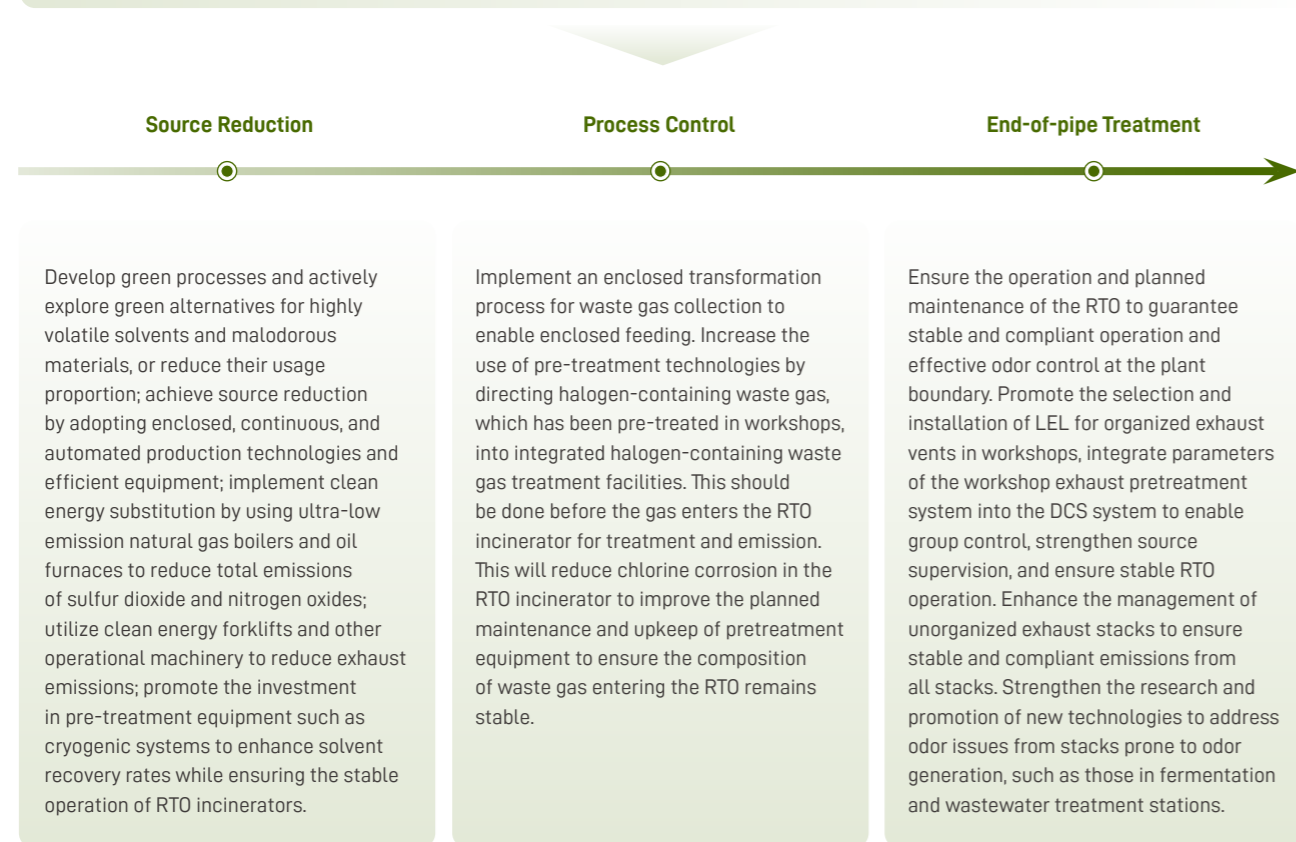 Source Reduction
Process Control
End-of-pipe Treatment
Develop green processes and actively
explore green alternatives for highly
volatile solvents and malodorous
materials, or reduce their usage
proportion; achieve source reduction
by adopting enclosed, continuous, and
automated production technologies and
efficient equipment; implement clean
energy substitution by using ultra-low
emission natural gas boilers and oil
furnaces to reduce total emissions
of sulfur dioxide and nitrogen oxides;
utilize clean energy forklifts and other
operational machinery to reduce exhaust
emissions; promote the investment
in pre-treatment equipment such as
cryogenic systems to enhance solvent
recovery rates while ensuring the stable
operation of RTO incinerators.
Implement an enclosed transformation
process for waste gas collection to
enable enclosed feeding. Increase the
use of pre-treatment technologies by
directing halogen-containing waste gas,
which has been pre-treated in workshops,
into integrated halogen-containing waste
gas treatment facilities. This should
be done before the gas enters the RTO
incinerator for treatment and emission.
This will reduce chlorine corrosion in the
RTO incinerator to improve the planned
maintenance and upkeep of pretreatment
equipment to ensure the composition
of waste gas entering the RTO remains
stable.
Ensure the operation and planned
maintenance of the RTO to guarantee
stable and compliant operation and
effective odor control at the plant
boundary. Promote the selection and
installation of LEL for organized exhaust
vents in workshops, integrate parameters
of the workshop exhaust pretreatment
system into the DCS system to enable
group control, strengthen source
supervision, and ensure stable RTO
operation. Enhance the management of
unorganized exhaust stacks to ensure
stable and compliant emissions from
all stacks. Strengthen the research and
promotion of new technologies to address
odor issues from stacks prone to odor
generation, such as those in fermentation
and wastewater treatment stations.